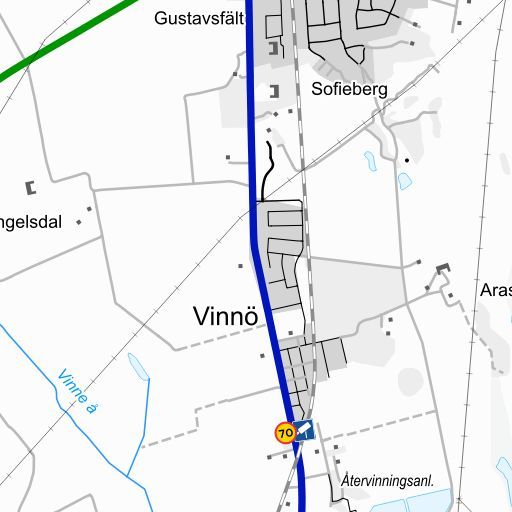 Gustavsfält
Sofieberg
ngelsdal
Aras
Vinnö
Vinne å
70
Återvinningsanl.